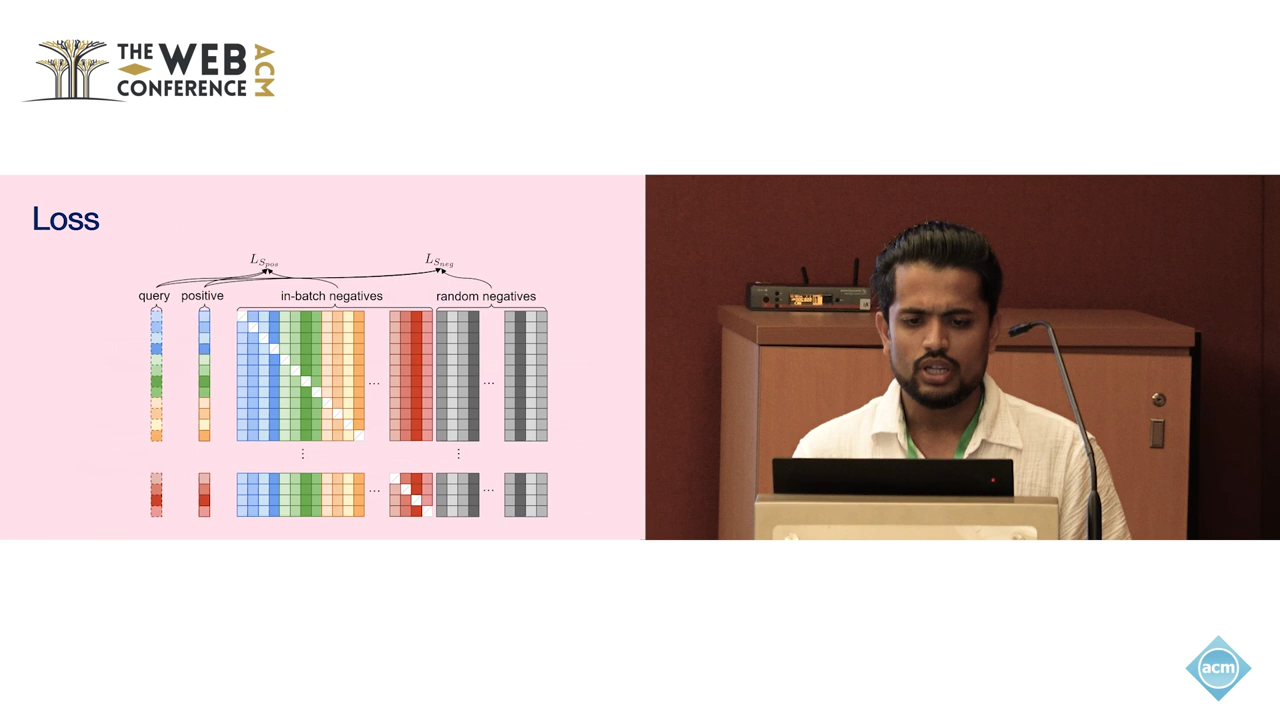 THE WEB
CONFERENCE
ACM
Loss
L_{S_{pos}}
L_{S_{neg}}
query positive in-batch negatives random negatives
...
...
⋮
⋮
...
...
acm